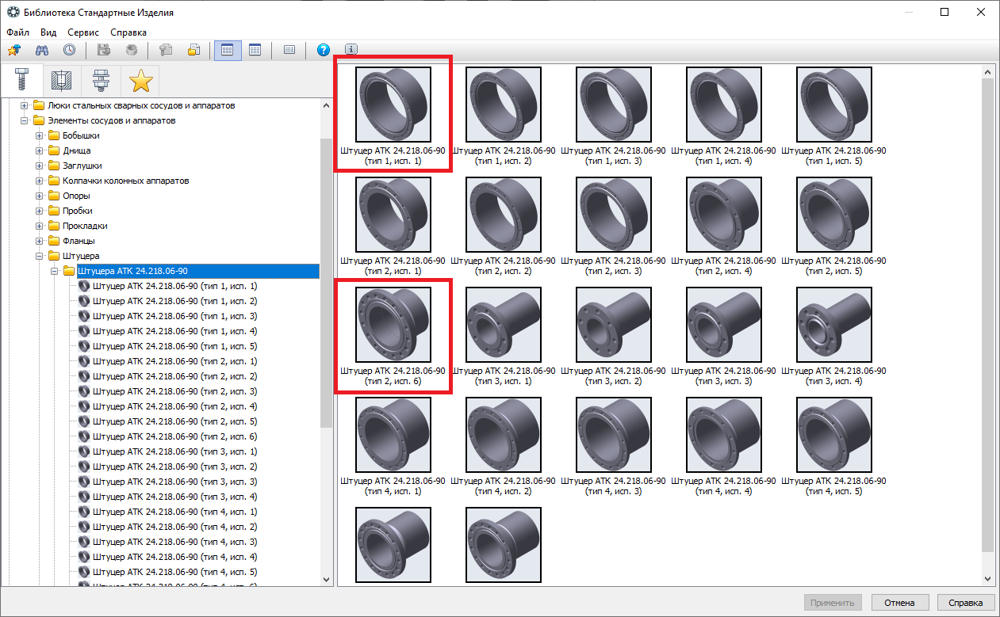 Библиотека Стандартные Изделия
Файл Вид Сервис Справка
Люки стальных сварных сосудов и аппаратов
Элементы сосудов и аппаратов
Бобышки
Днища
Заглушки
Колпачки колонных аппаратов
Опоры
Пробки
Прокладки
Фланцы
Штуцера
Штуцера АТК 24.218.06-90
Штуцер АТК 24.218.06-90 (тип 1, исп. 1)
Штуцер АТК 24.218.06-90 (тип 1, исп. 2)
Штуцер АТК 24.218.06-90 (тип 1, исп. 3)
Штуцер АТК 24.218.06-90 (тип 1, исп. 4)
Штуцер АТК 24.218.06-90 (тип 1, исп. 5)
Штуцер АТК 24.218.06-90 (тип 2, исп. 1)
Штуцер АТК 24.218.06-90 (тип 2, исп. 2)
Штуцер АТК 24.218.06-90 (тип 2, исп. 3)
Штуцер АТК 24.218.06-90 (тип 2, исп. 4)
Штуцер АТК 24.218.06-90 (тип 2, исп. 5)
Штуцер АТК 24.218.06-90 (тип 2, исп. 6)
Штуцер АТК 24.218.06-90 (тип 3, исп. 1)
Штуцер АТК 24.218.06-90 (тип 3, исп. 2)
Штуцер АТК 24.218.06-90 (тип 3, исп. 3)
Штуцер АТК 24.218.06-90 (тип 3, исп. 4)
Штуцер АТК 24.218.06-90 (тип 4, исп. 1)
Штуцер АТК 24.218.06-90 (тип 4, исп. 2)
Штуцер АТК 24.218.06-90 (тип 4, исп. 3)
Штуцер АТК 24.218.06-90 (тип 4, исп. 4)
Штуцер АТК 24.218.06-90 (тип 4, исп. 5)
Штуцер АТК 24.218.06-90 (тип 4, исп. 6)
Штуцер АТК 24.218.06-90 Штуцер АТК 24.218.06-90 Штуцер АТК 24.218.06-90 Штуцер АТК 24.218.06-90 Штуцер АТК 24.218.06-90
(тип 1, исп. 1) (тип 1, исп. 2) (тип 1, исп. 3) (тип 1, исп. 4) (тип 1, исп. 5)
Штуцер АТК 24.218.06-90 Штуцер АТК 24.218.06-90 Штуцер АТК 24.218.06-90 Штуцер АТК 24.218.06-90 Штуцер АТК 24.218.06-90
(тип 2, исп. 1) (тип 2, исп. 2) (тип 2, исп. 3) (тип 2, исп. 4) (тип 2, исп. 5)
Штуцер АТК 24.218.06-90 Штуцер АТК 24.218.06-90 Штуцер АТК 24.218.06-90 Штуцер АТК 24.218.06-90 Штуцер АТК 24.218.06-90
(тип 2, исп. 6) (тип 3, исп. 1) (тип 3, исп. 2) (тип 3, исп. 3) (тип 3, исп. 4)
Штуцер АТК 24.218.06-90 Штуцер АТК 24.218.06-90 Штуцер АТК 24.218.06-90 Штуцер АТК 24.218.06-90 Штуцер АТК 24.218.06-90
(тип 4, исп. 1) (тип 4, исп. 2) (тип 4, исп. 3) (тип 4, исп. 4) (тип 4, исп. 5)
Применить Отмена Справка